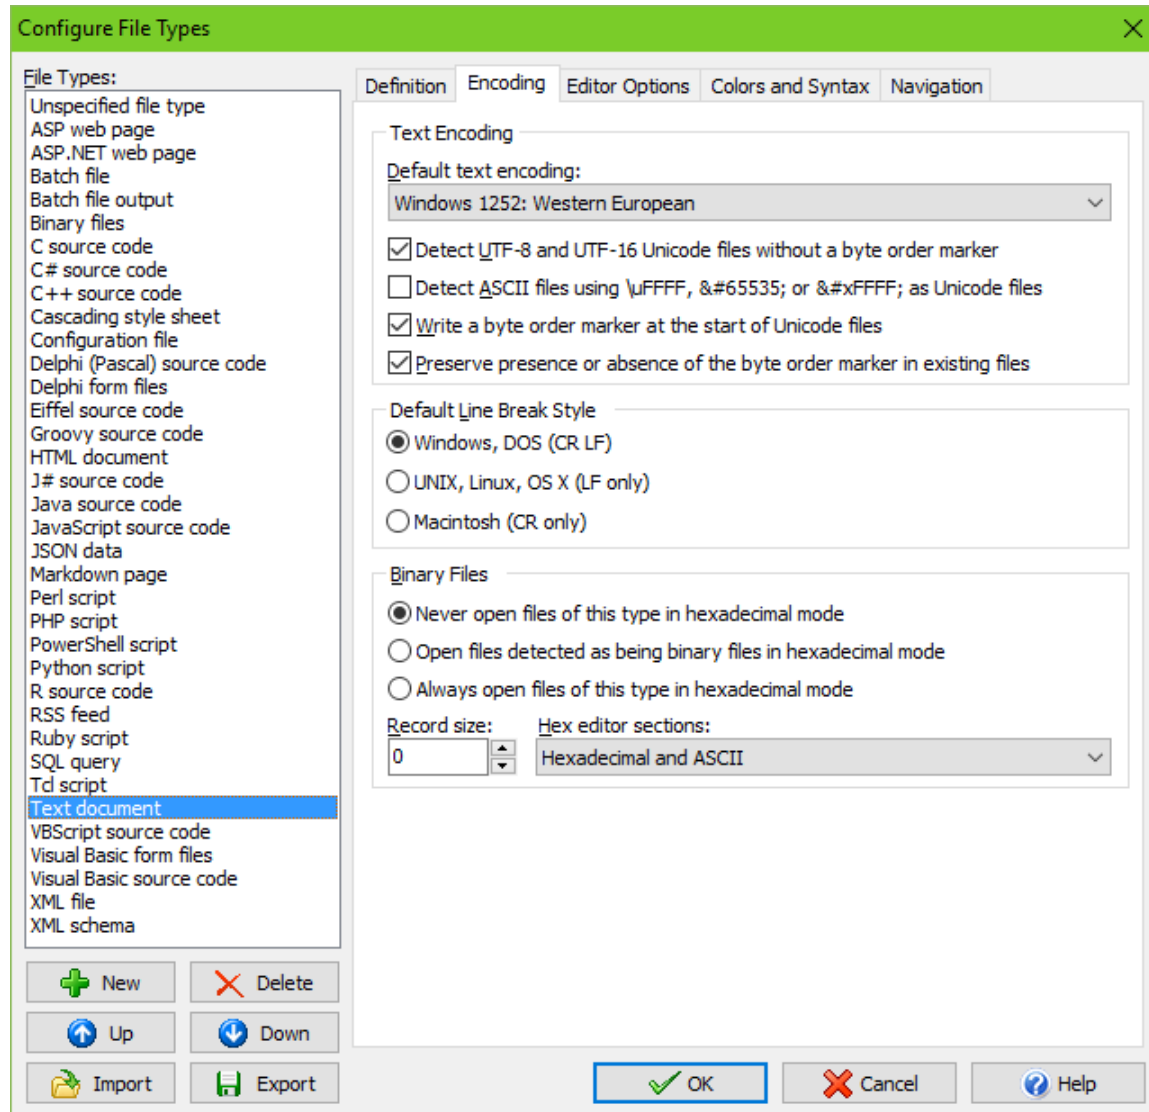 Configure File Types
File Types:
Unspecified file type
ASP web page
ASP.NET web page
Batch file
Batch file output
Binary files
C source code
C# source code
C++ source code
Cascading style sheet
Configuration file
Delphi (Pascal) source code
Delphi form files
Eiffel source code
Groovy source code
HTML document
J# source code
Java source code
JavaScript source code
JSON data
Markdown page
Perl script
PHP script
PowerShell script
Python script
R source code
RSS feed
Ruby script
SQL query
Tcl script
Text document
VBScript source code
Visual Basic form files
Visual Basic source code
XML file
XML schema
New Delete
Up Down
Import Export
Definition Encoding Editor Options Colors and Syntax Navigation
Text Encoding
Default text encoding:
Windows 1252: Western European
Detect UTF-8 and UTF-16 Unicode files without a byte order marker
Detect ASCII files using \uFFFF, &#65535; or &#xFFFF; as Unicode files
Write a byte order marker at the start of Unicode files
Preserve presence or absence of the byte order marker in existing files
Default Line Break Style
Windows, DOS (CR LF)
UNIX, Linux, OS X (LF only)
Macintosh (CR only)
Binary Files
Never open files of this type in hexadecimal mode
Open files detected as being binary files in hexadecimal mode
Always open files of this type in hexadecimal mode
Record size: Hex editor sections:
0 Hexadecimal and ASCII
OK Cancel Help